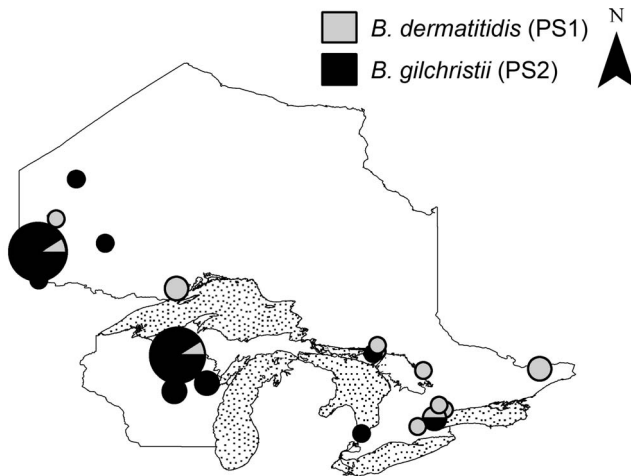 B. dermatitidis (PS1)
B. gilchristii (PS2)
N